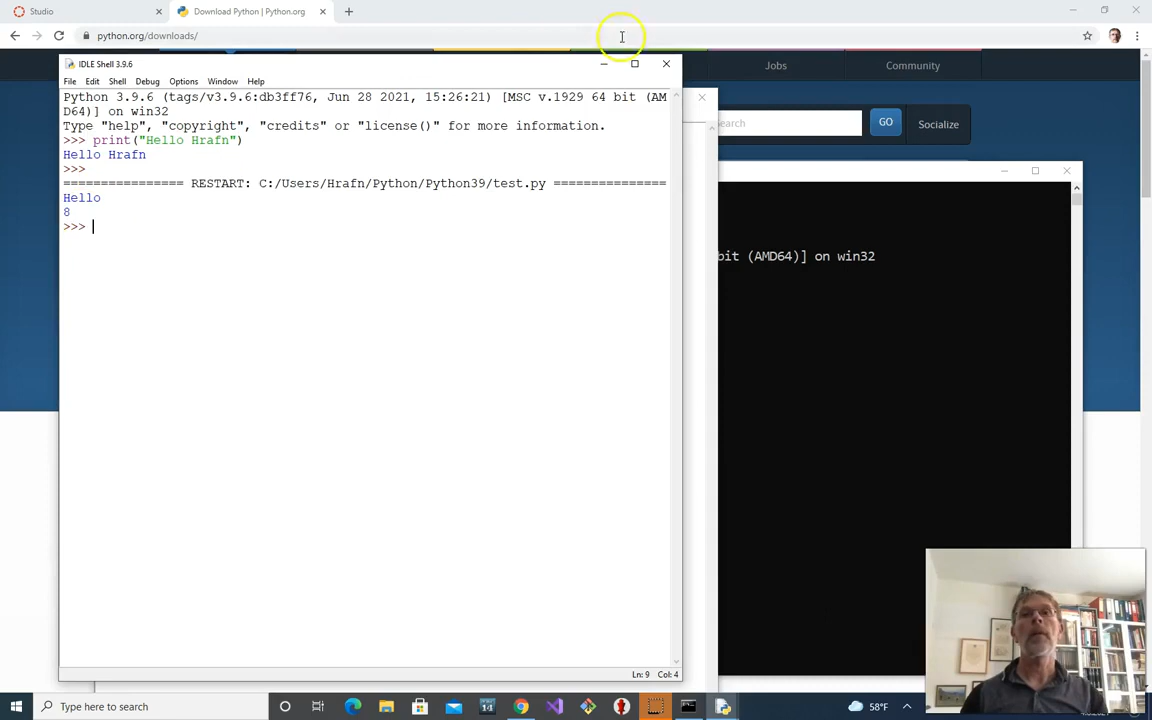 Studio
Download Python | Python.org
python.org/downloads/
Jobs
Community
IDLE Shell 3.9.6
File Edit Shell Debug Options Window Help
Python 3.9.6 (tags/v3.9.6:db3ff76, Jun 28 2021, 15:26:21) [MSC v.1929 64 bit (AM
D64)] on win32
Type "help", "copyright", "credits" or "license()" for more information.
>>> print("Hello Hrafn")
Hello Hrafn
>>>
================ RESTART: C:/Users/Hrafn/Python/Python39/test.py ===============
Hello
8
>>>
GO
Socialize
bit (AMD64)] on win32
Ln: 9 Col: 4
Type here to search
58°F